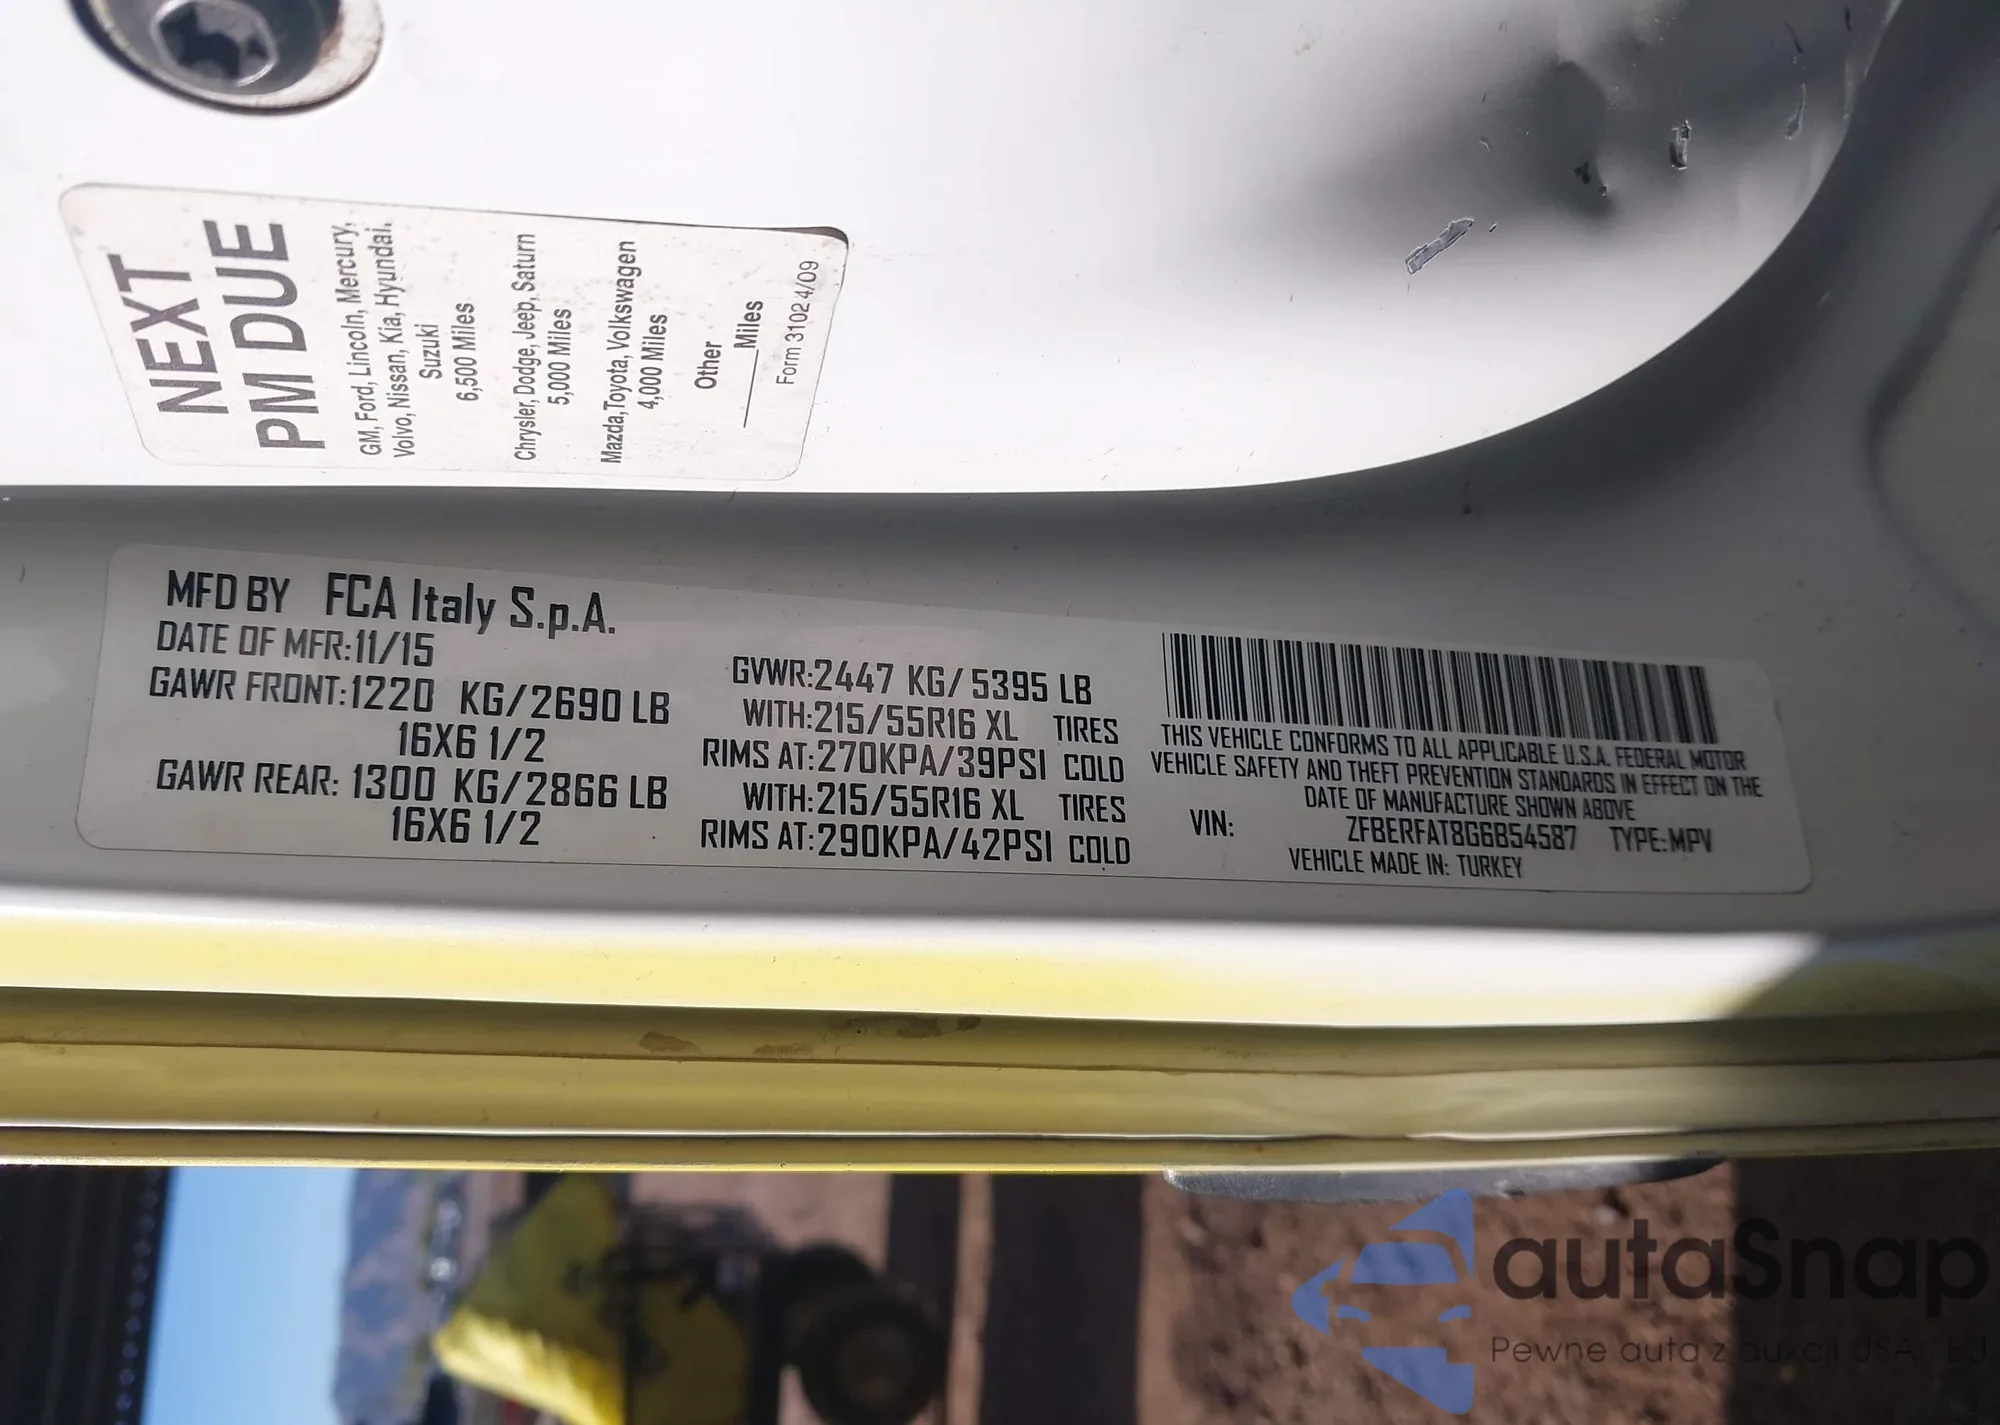 NEXT
PM DUE
GM, Ford, Lincoln, Mercury,
Volvo, Nissan, Kia, Hyundai,
Suzuki
6,500 Miles
Chrysler, Dodge, Jeep, Saturn
5,000 Miles
Mazda,Toyota, Volkswagen
4,000 Miles
Other
____Miles
Form 3102 4/09
MFD BY FCA Italy S.p.A.
DATE OF MFR:11/15
GAWR FRONT:1220 KG/2690 LB
16X6 1/2
GAWR REAR: 1300 KG/2866 LB
16X6 1/2
GVWR:2447 KG/ 5395 LB
WITH:215/55R16 XL TIRES
RIMS AT:270KPA/39PSI COLD
WITH:215/55R16 XL TIRES
RIMS AT:290KPA/42PSI COLD
THIS VEHICLE CONFORMS TO ALL APPLICABLE U.S.A. FEDERAL MOTOR
VEHICLE SAFETY AND THEFT PREVENTION STANDARDS IN EFFECT ON THE
DATE OF MANUFACTURE SHOWN ABOVE
VIN: ZFBERFAT8G6B54587 TYPE:MPV
VEHICLE MADE IN: TURKEY
autaSnap
Pewne auta z aukcji USA i EU